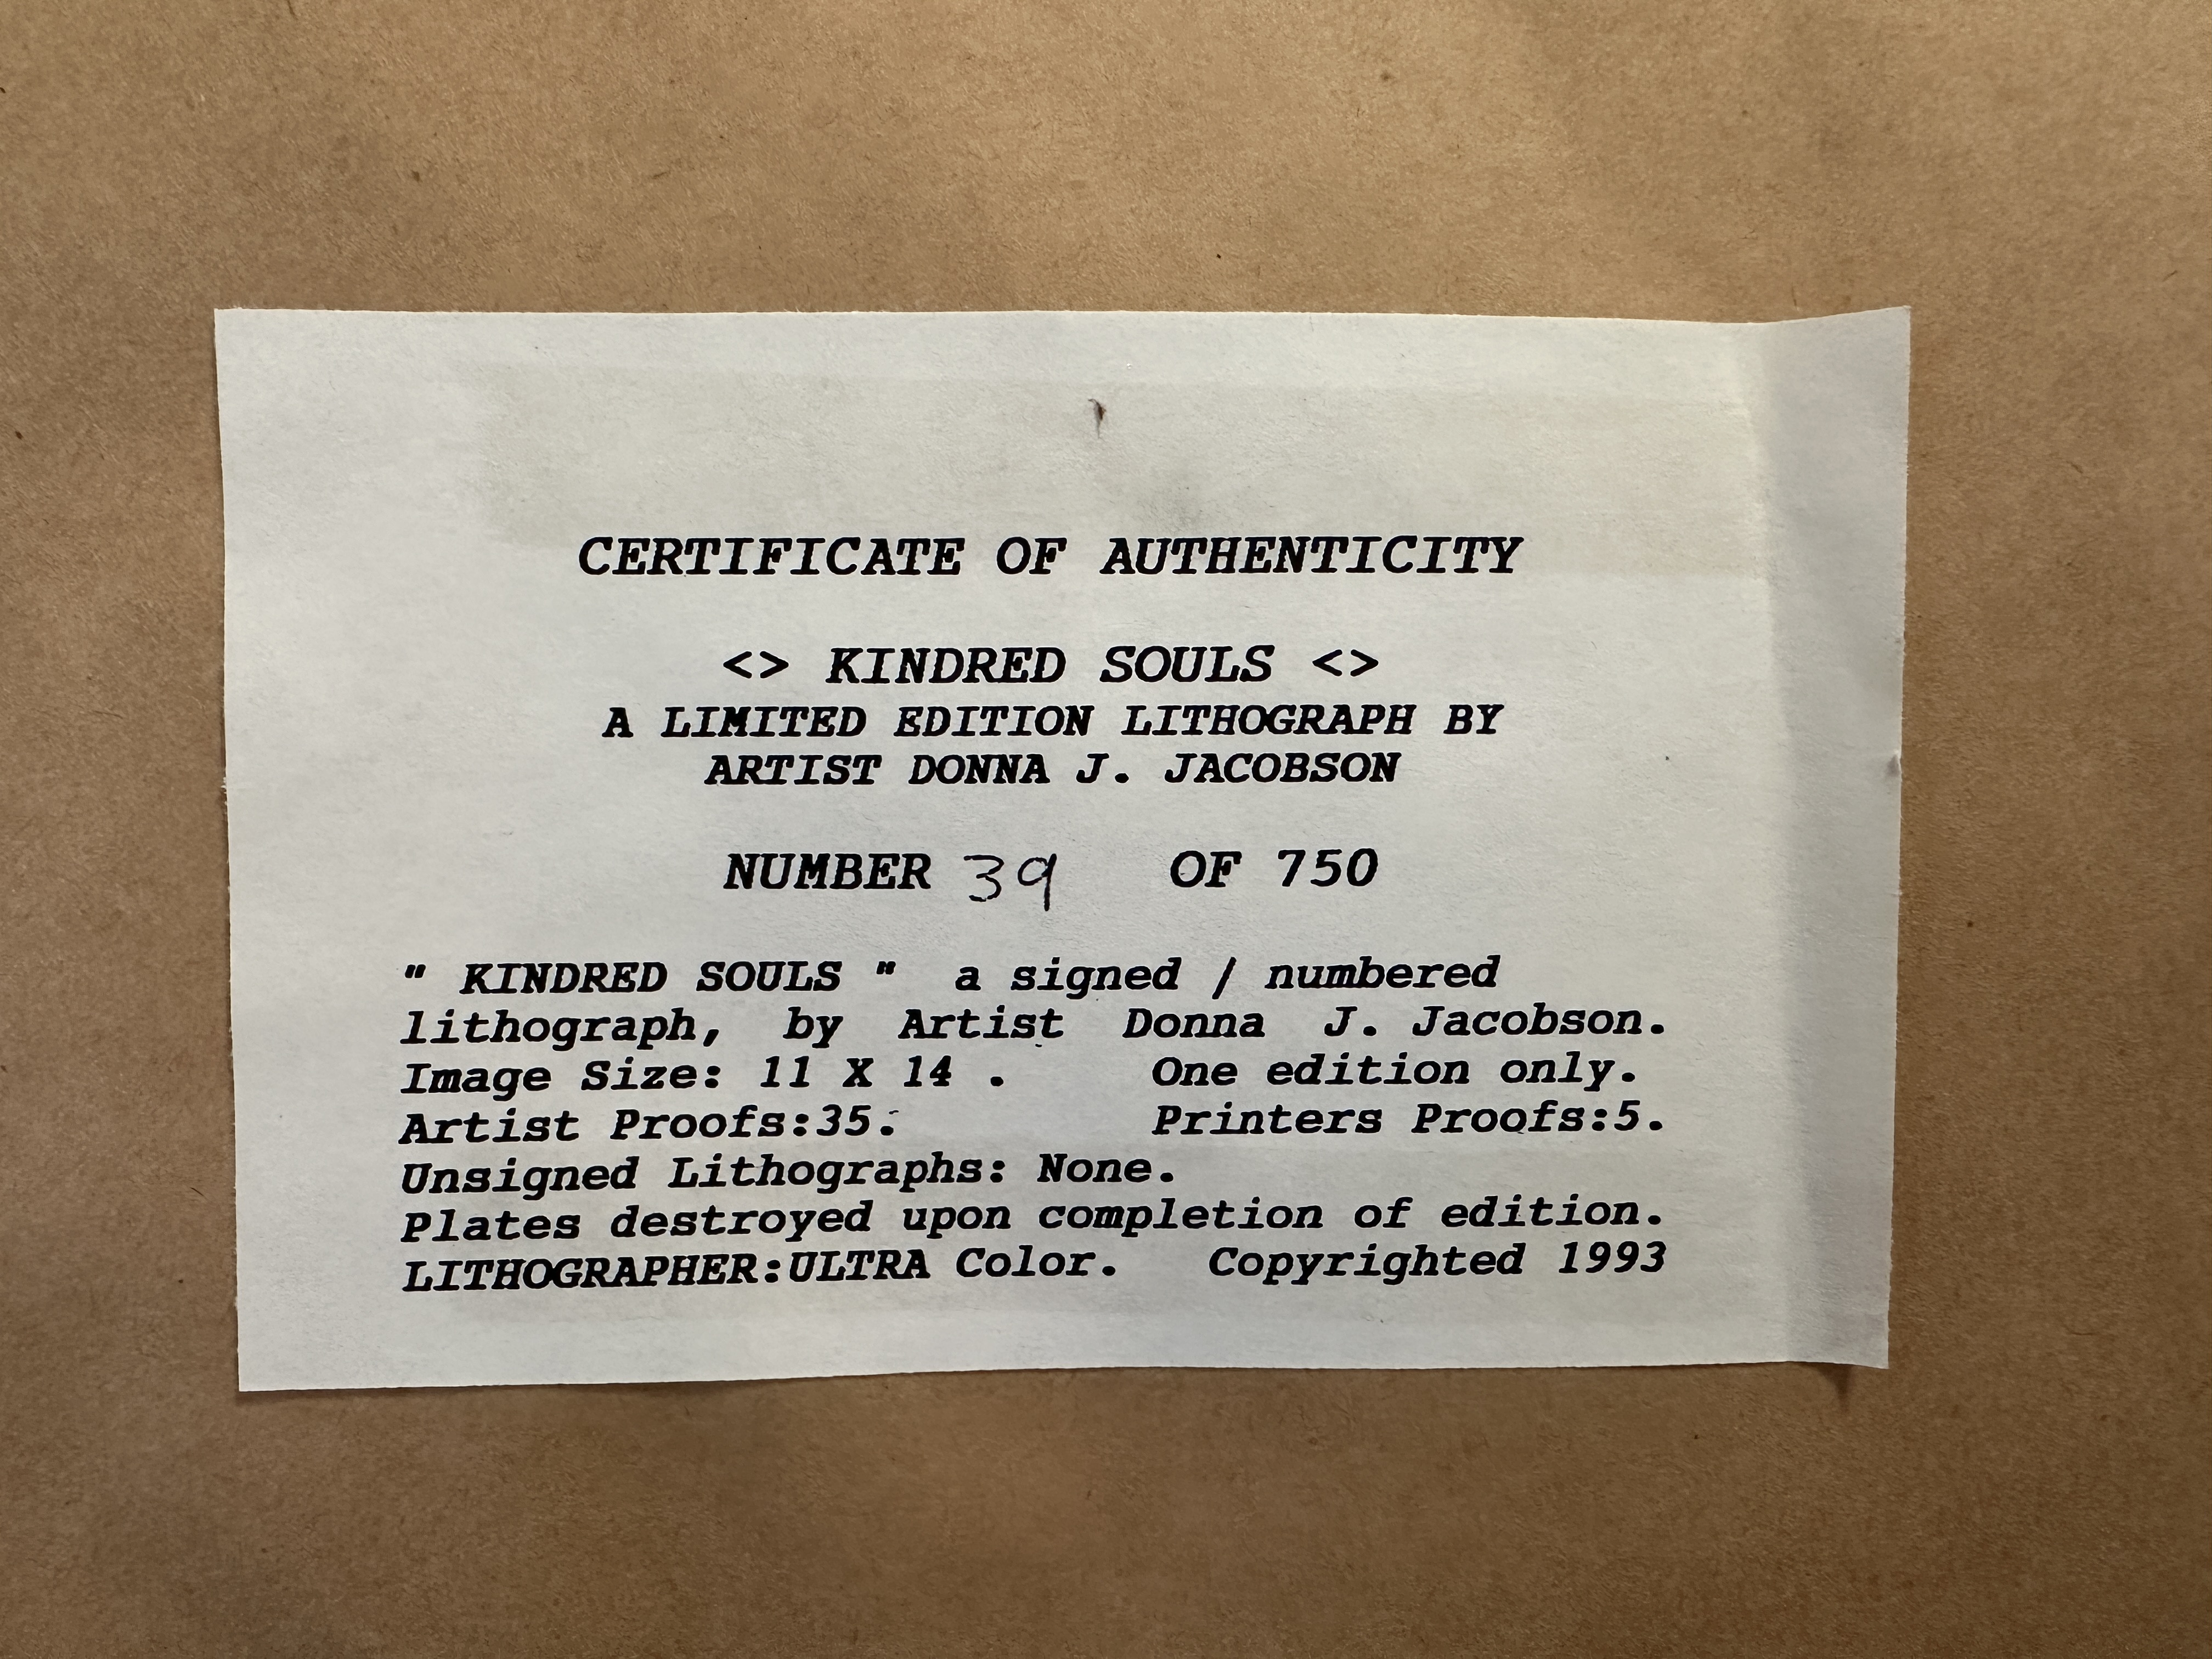 CERTIFICATE OF AUTHENTICITY
<> KINDRED SOULS <>
A LIMITED EDITION LITHOGRAPH BY
ARTIST DONNA J. JACOBSON
NUMBER 39 OF 750
" KINDRED SOULS " a signed / numbered
lithograph, by Artist Donna J. Jacobson.
Image Size: 11 X 14 . One edition only.
Artist Proofs:35. Printers Proofs:5.
Unsigned Lithographs: None.
Plates destroyed upon completion of edition.
LITHOGRAPHER:ULTRA Color. Copyrighted 1993